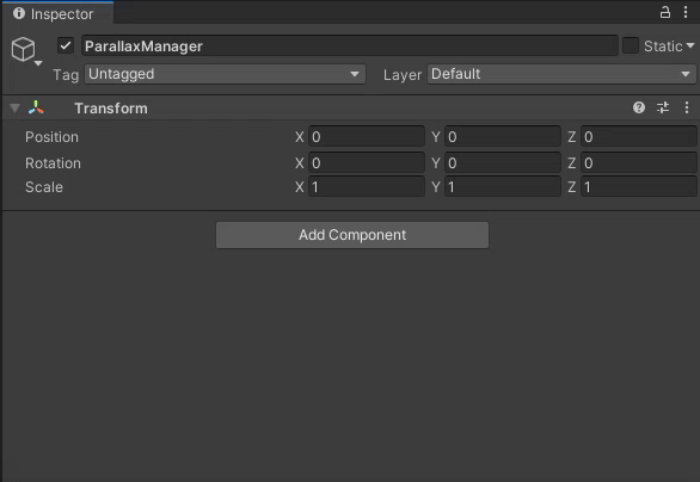 Inspector
ParallaxManager Static
Tag Untagged Layer Default
Transform
Position X 0 Y 0 Z 0
Rotation X 0 Y 0 Z 0
Scale X 1 Y 1 Z 1
Add Component